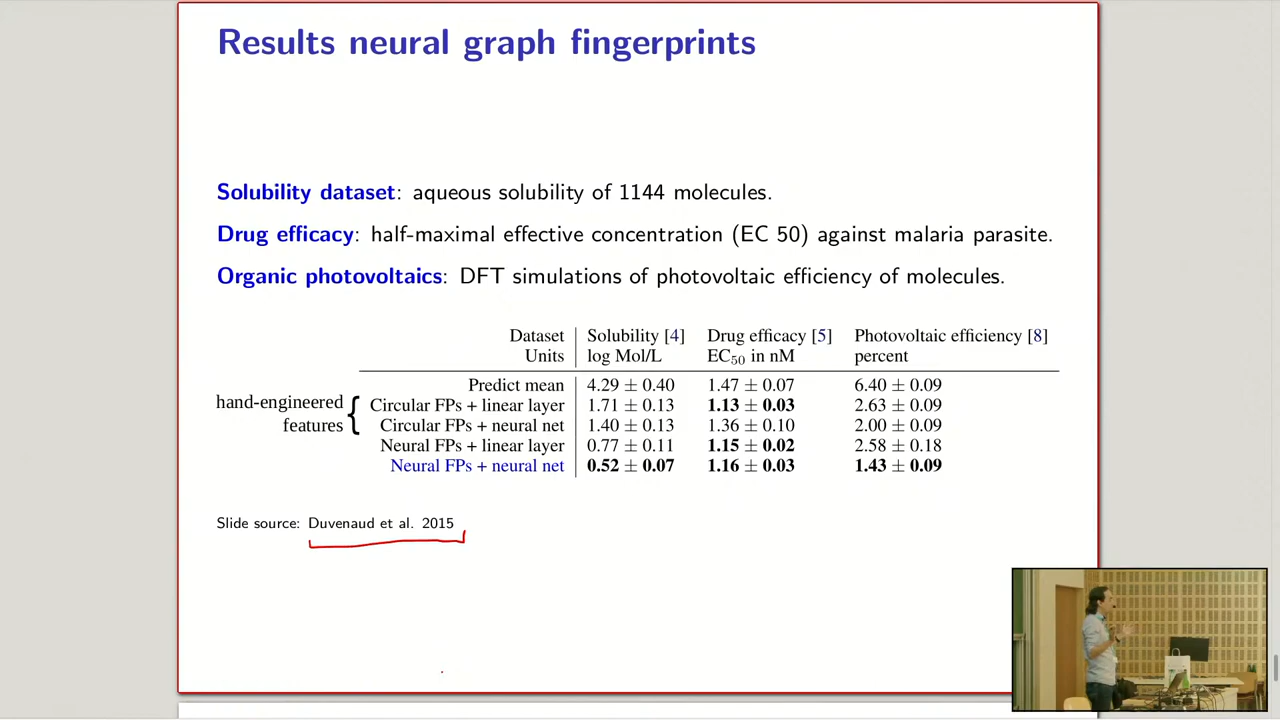 Results neural graph fingerprints
Solubility dataset: aqueous solubility of 1144 molecules.
Drug efficacy: half-maximal effective concentration (EC 50) against malaria parasite.
Organic photovoltaics: DFT simulations of photovoltaic efficiency of molecules.
Dataset Solubility [4] Drug efficacy [5] Photovoltaic efficiency [8]
Units log Mol/L EC₅₀ in nM percent
Predict mean 4.29 ± 0.40 1.47 ± 0.07 6.40 ± 0.09
hand-engineered features { Circular FPs + linear layer 1.71 ± 0.13 1.13 ± 0.03 2.63 ± 0.09
Circular FPs + neural net 1.40 ± 0.13 1.36 ± 0.10 2.00 ± 0.09
Neural FPs + linear layer 0.77 ± 0.11 1.15 ± 0.02 2.58 ± 0.18
Neural FPs + neural net 0.52 ± 0.07 1.16 ± 0.03 1.43 ± 0.09
Slide source: Duvenaud et al. 2015